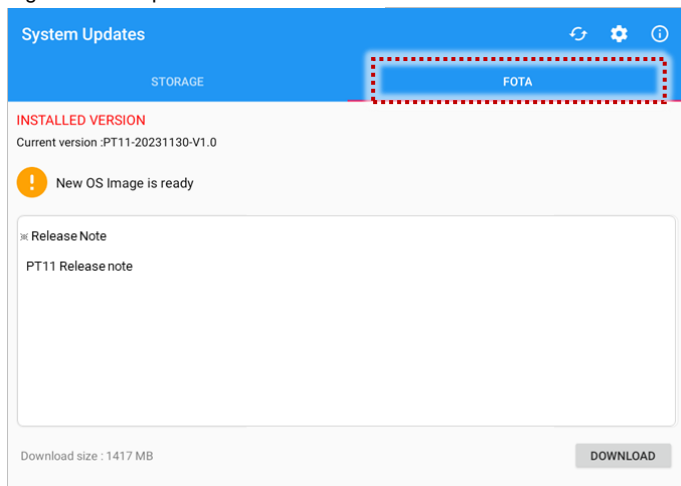 System Updates
STORAGE
FOTA
INSTALLED VERSION
Current version :PT11-20231130-V1.0
New OS Image is ready
※ Release Note
PT11 Release note
Download size : 1417 MB
DOWNLOAD